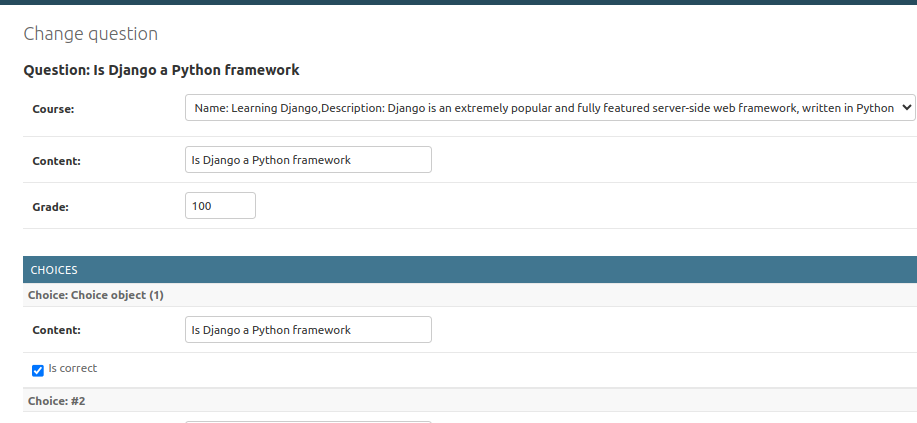 Change question
Question: Is Django a Python framework
Course: Name: Learning Django,Description: Django is an extremely popular and fully featured server-side web framework, written in Python
Content: Is Django a Python framework
Grade: 100
CHOICES
Choice: Choice object (1)
Content: Is Django a Python framework
Is correct
Choice: #2